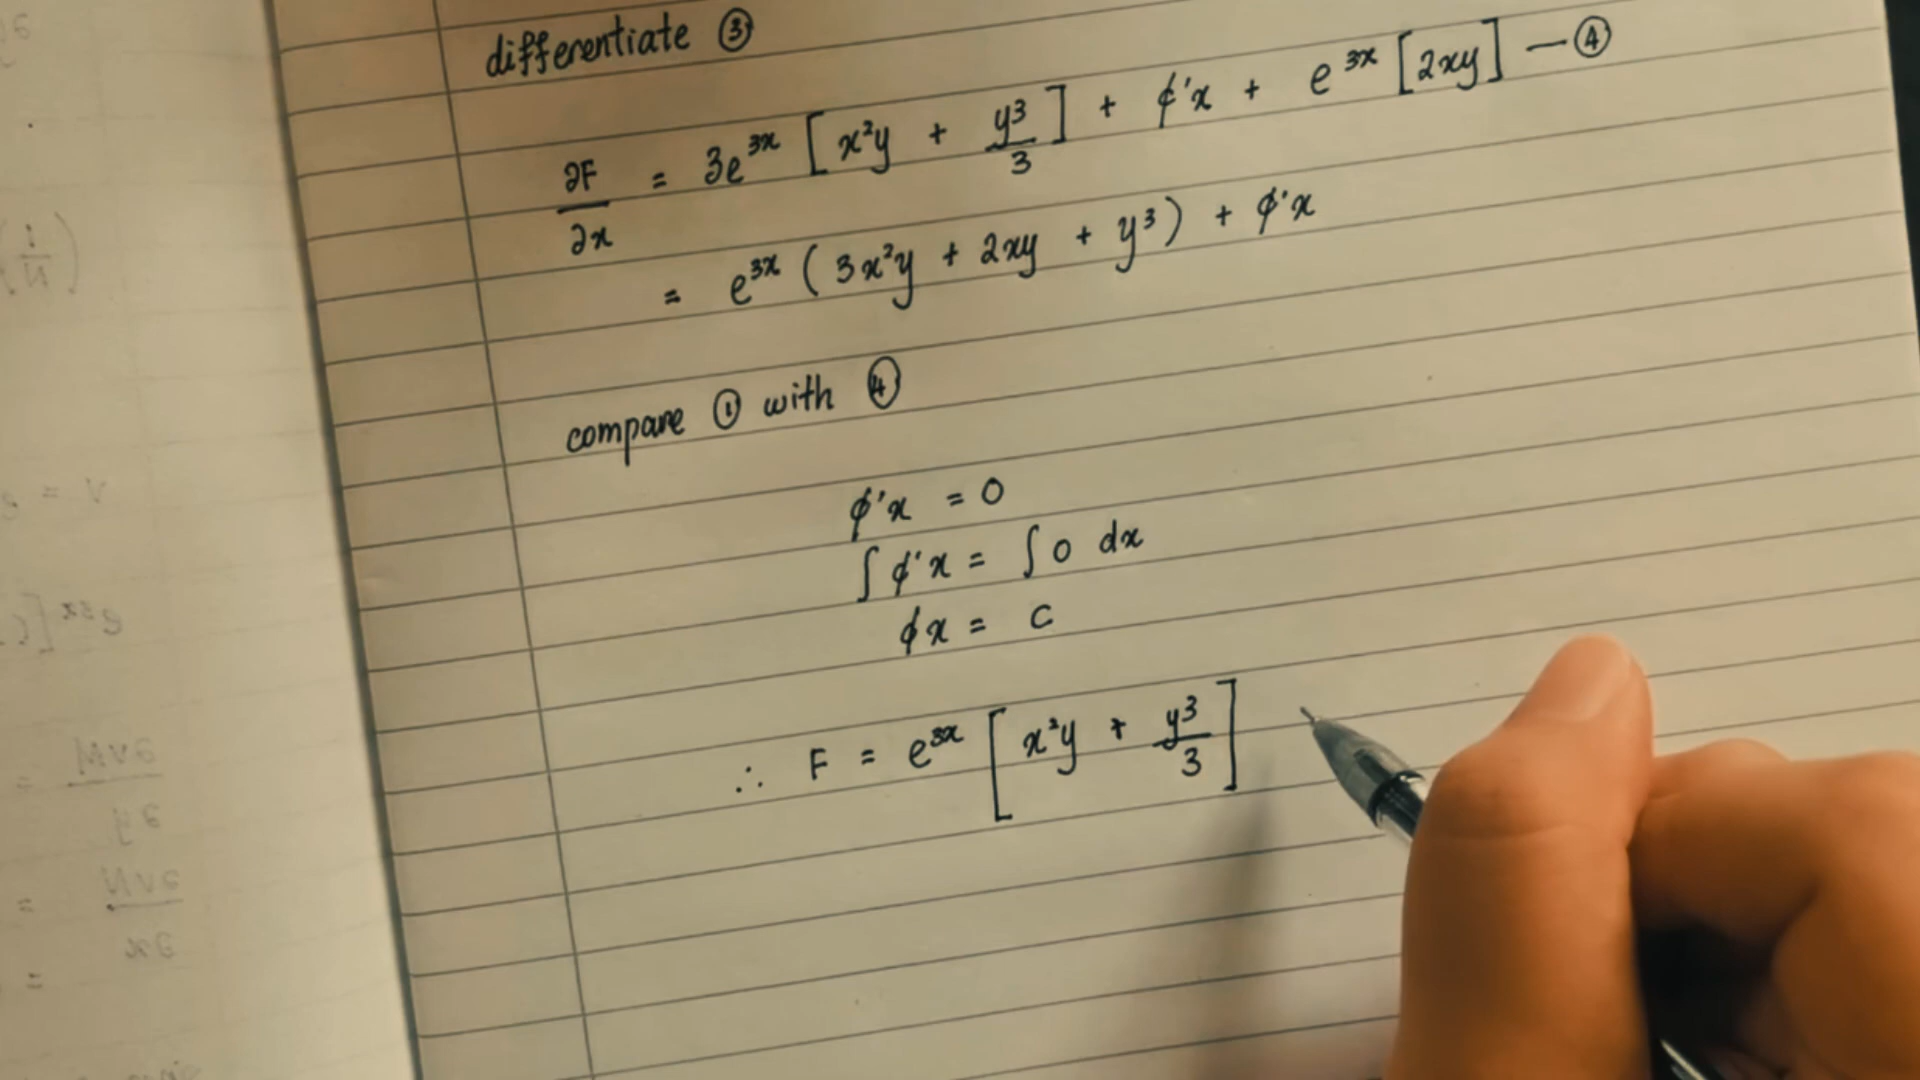 differentiate ③
∂F/∂x = 3e^3x [x²y + y³/3] + ϕ'x + e^3x [2xy] — ④
= e^3x (3x²y + 2xy + y³) + ϕ'x
compare ① with ④
ϕ'x = 0
∫ ϕ'x = ∫ 0 dx
ϕx = C
∴ F = e^3x [x²y + y³/3]